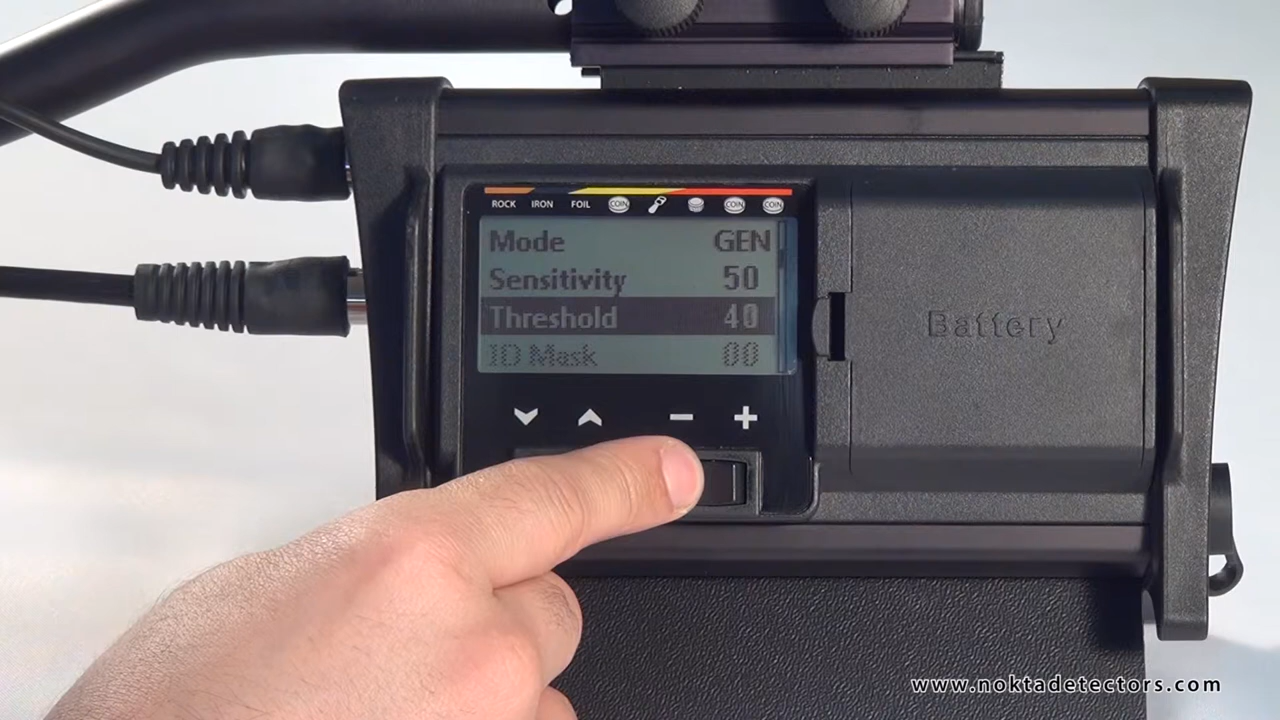 ROCK IRON FOIL COIN COIN COIN
Mode GEN
Sensitivity 50
Threshold 40
ID Mask 00
Battery
www.noktadetectors.com